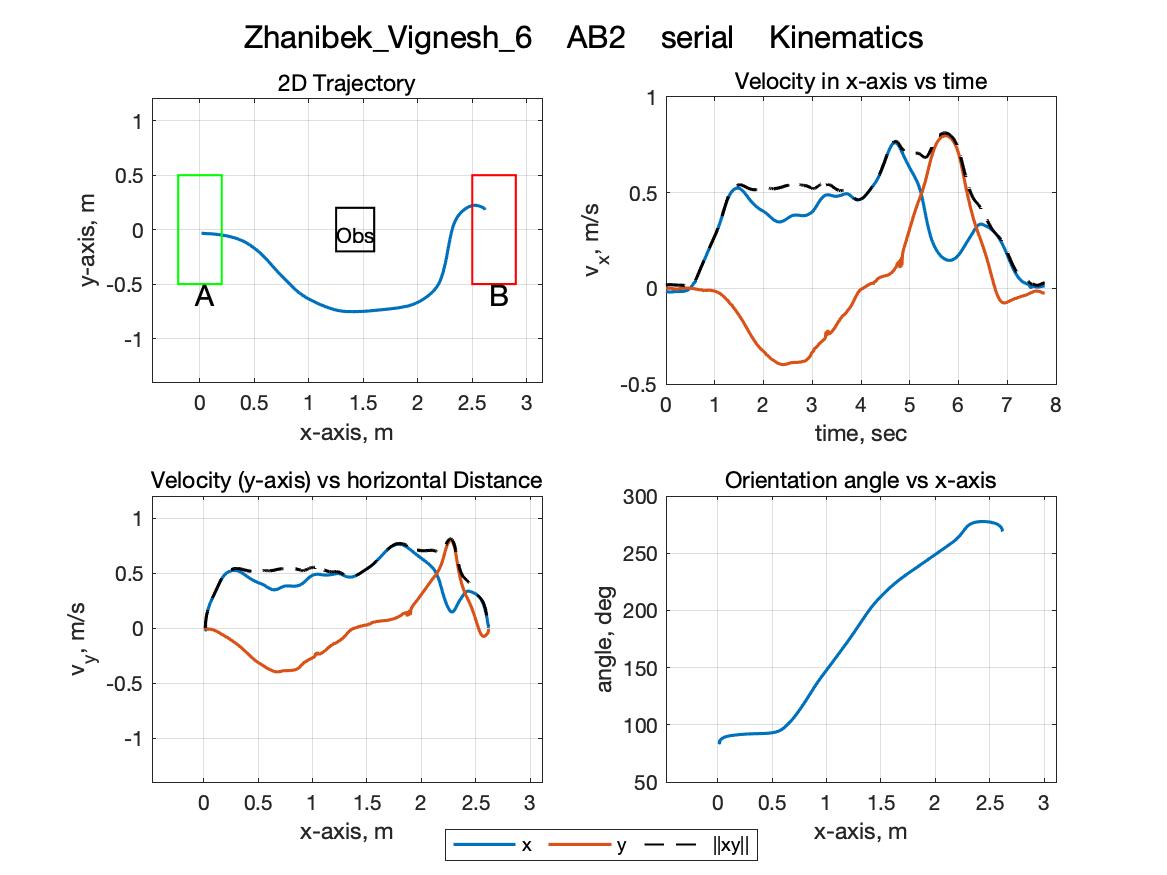 Zhanibek_Vignesh_6 AB2 serial Kinematics
2D Trajectory
1
0.5
0
-0.5
-1
y-axis, m
A
Obs
B
0 0.5 1 1.5 2 2.5 3
x-axis, m
Velocity in x-axis vs time
1
0.5
0
-0.5
vx, m/s
0 1 2 3 4 5 6 7 8
time, sec
Velocity (y-axis) vs horizontal Distance
1
0.5
0
-0.5
-1
vy, m/s
0 0.5 1 1.5 2 2.5 3
x-axis, m
Orientation angle vs x-axis
300
250
200
150
100
50
angle, deg
0 0.5 1 1.5 2 2.5 3
x-axis, m
x y ||xy||